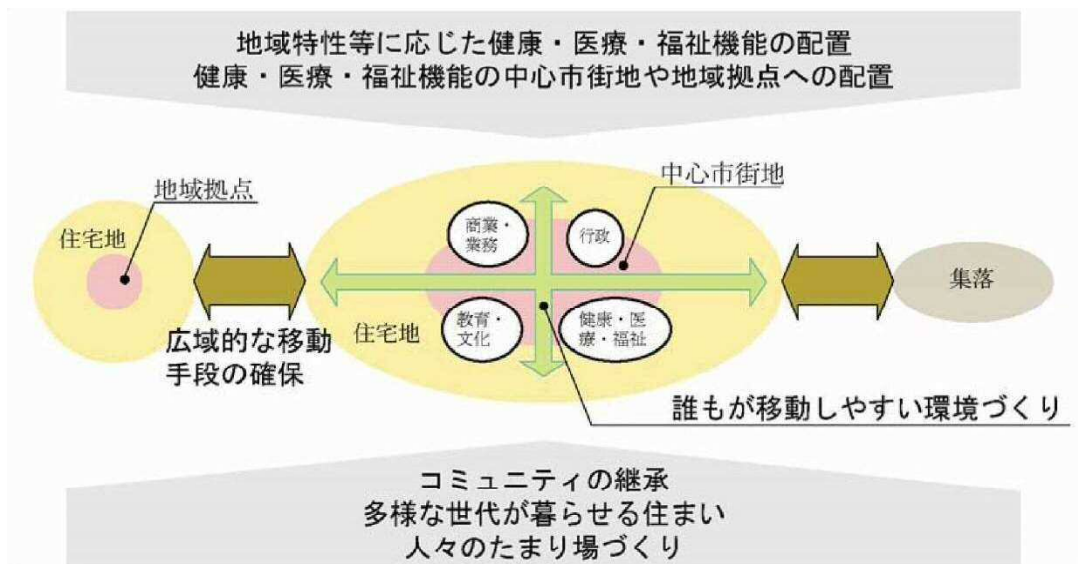 地域特性等に応じた健康・医療・福祉機能の配置
健康・医療・福祉機能の中心市街地や地域拠点への配置
地域拠点
中心市街地
住宅地
商業・
業務
行政
集落
教育・
文化
健康・医
療・福祉
住宅地
広域的な移動
手段の確保
誰もが移動しやすい環境づくり
コミュニティの継承
多様な世代が暮らせる住まい
人々のたまり場づくり